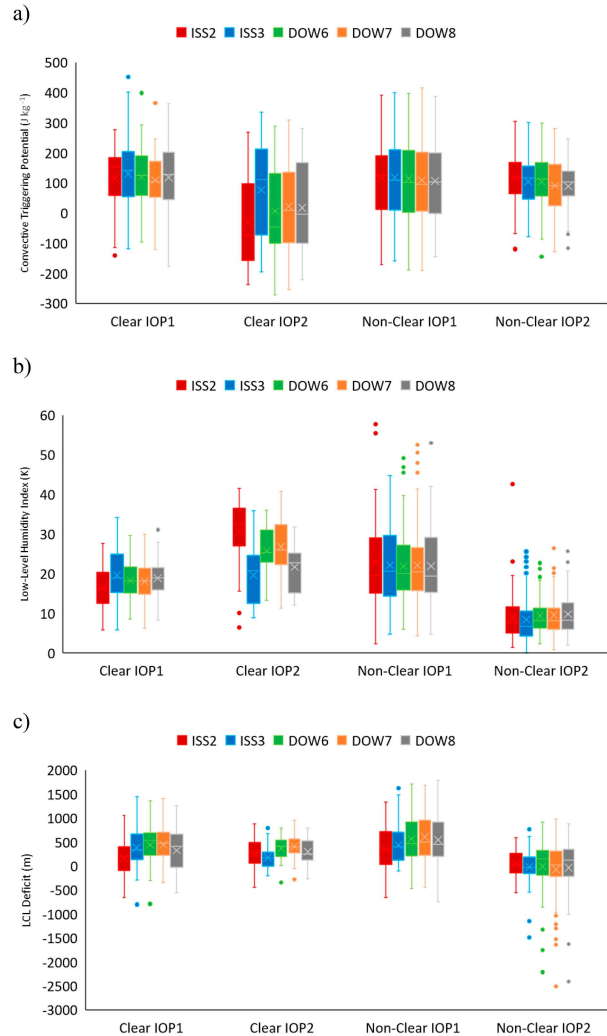 a)
ISS2 ISS3 DOW6 DOW7 DOW8
Convective Triggering Potential (J kg⁻¹)
500
400
300
200
100
0
-100
-200
-300
Clear IOP1 Clear IOP2 Non-Clear IOP1 Non-Clear IOP2
b)
ISS2 ISS3 DOW6 DOW7 DOW8
Low-Level Humidity Index (K)
60
50
40
30
20
10
0
Clear IOP1 Clear IOP2 Non-Clear IOP1 Non-Clear IOP2
c)
ISS2 ISS3 DOW6 DOW7 DOW8
LCL Deficit (m)
2000
1500
1000
500
0
-500
-1000
-1500
-2000
-2500
-3000
Clear IOP1 Clear IOP2 Non-Clear IOP1 Non-Clear IOP2